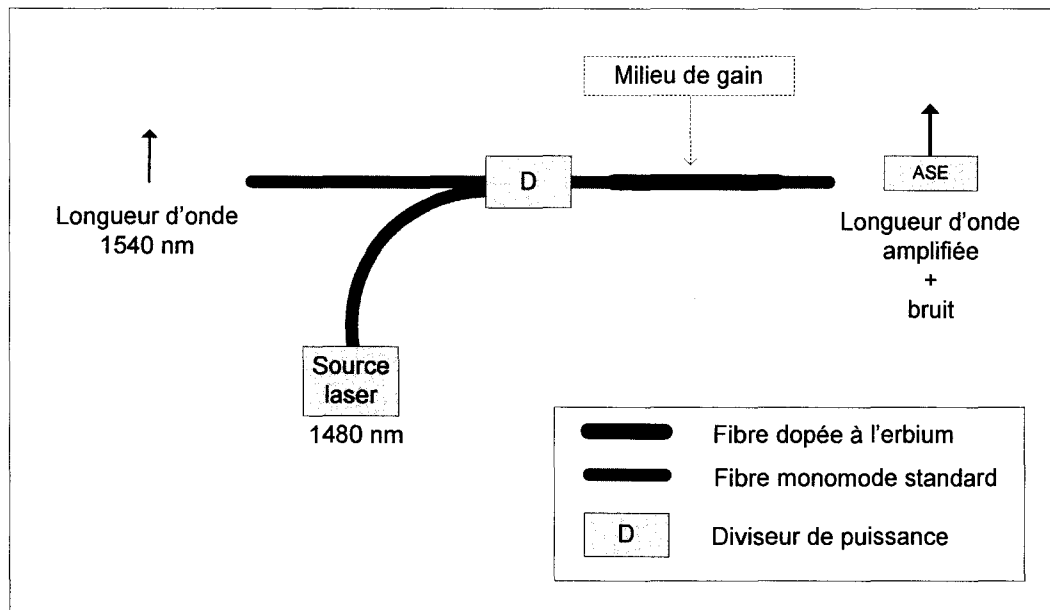 Milieu de gain
D
ASE
Longueur d'onde
1540 nm
Longueur d'onde
amplifiée
+
bruit
Source
laser
1480 nm
Fibre dopée à l'erbium
Fibre monomode standard
D
Diviseur de puissance